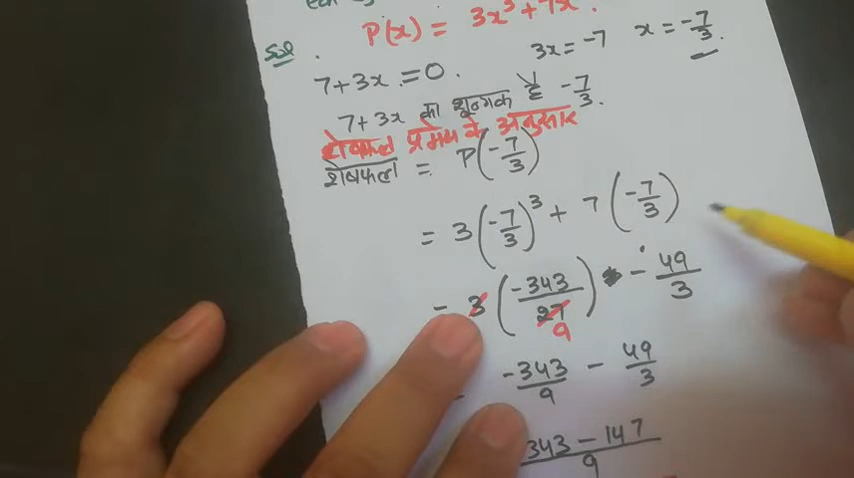 P(x) = 3x³ + 7x.
Sol. 3x = -7 x = -7/3.
7+3x = 0.
7+3x का शून्यक है -7/3.
शेषफल प्रमेय के अनुसार
शेषफल = P(-7/3)
= 3(-7/3)³ + 7(-7/3)
= 3(-343/27 9) - 49/3
-343/9 - 49/3
343 - 147/9